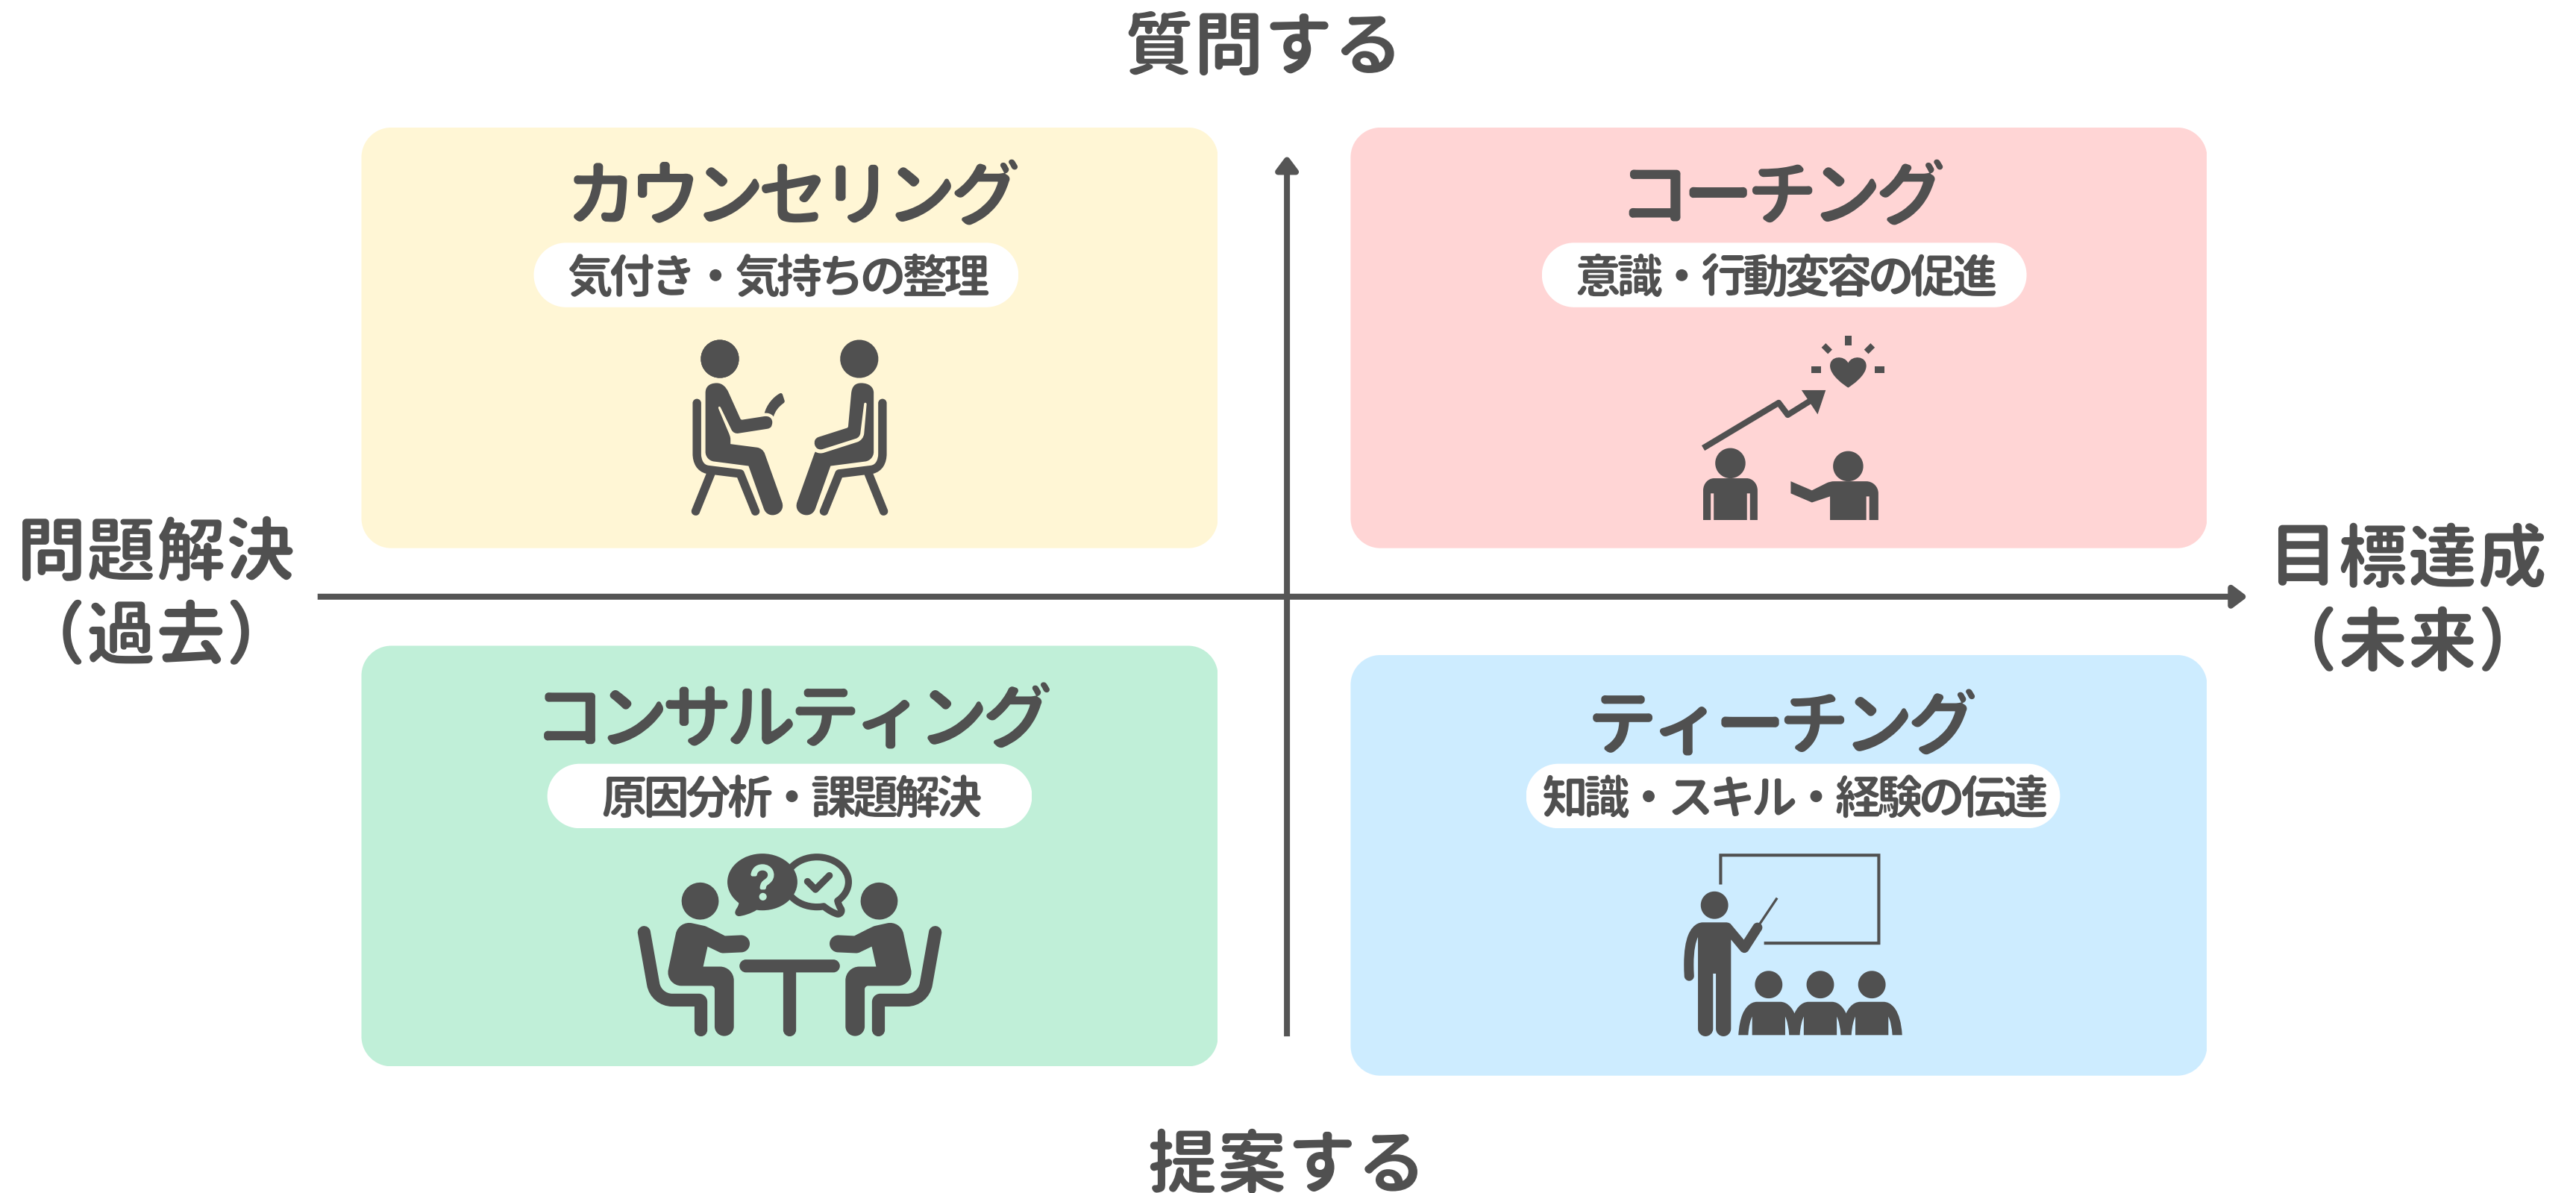 質問する
カウンセリング
気付き・気持ちの整理
コーチング
意識・行動変容の促進
問題解決
（過去）
目標達成
（未来）
コンサルティング
原因分析・課題解決
?
ティーチング
知識・スキル・経験の伝達
提案する